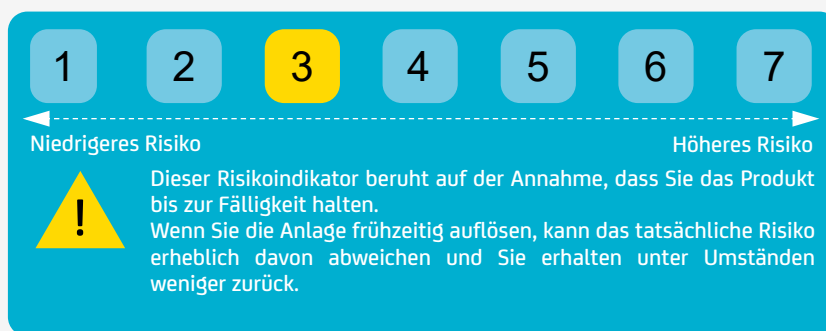 1 2 3 4 5 6 7
Niedrigeres Risiko Höheres Risiko
!
Dieser Risikoindikator beruht auf der Annahme, dass Sie das Produkt
bis zur Fälligkeit halten.
Wenn Sie die Anlage frühzeitig auflösen, kann das tatsächliche Risiko
erheblich davon abweichen und Sie erhalten unter Umständen
weniger zurück.